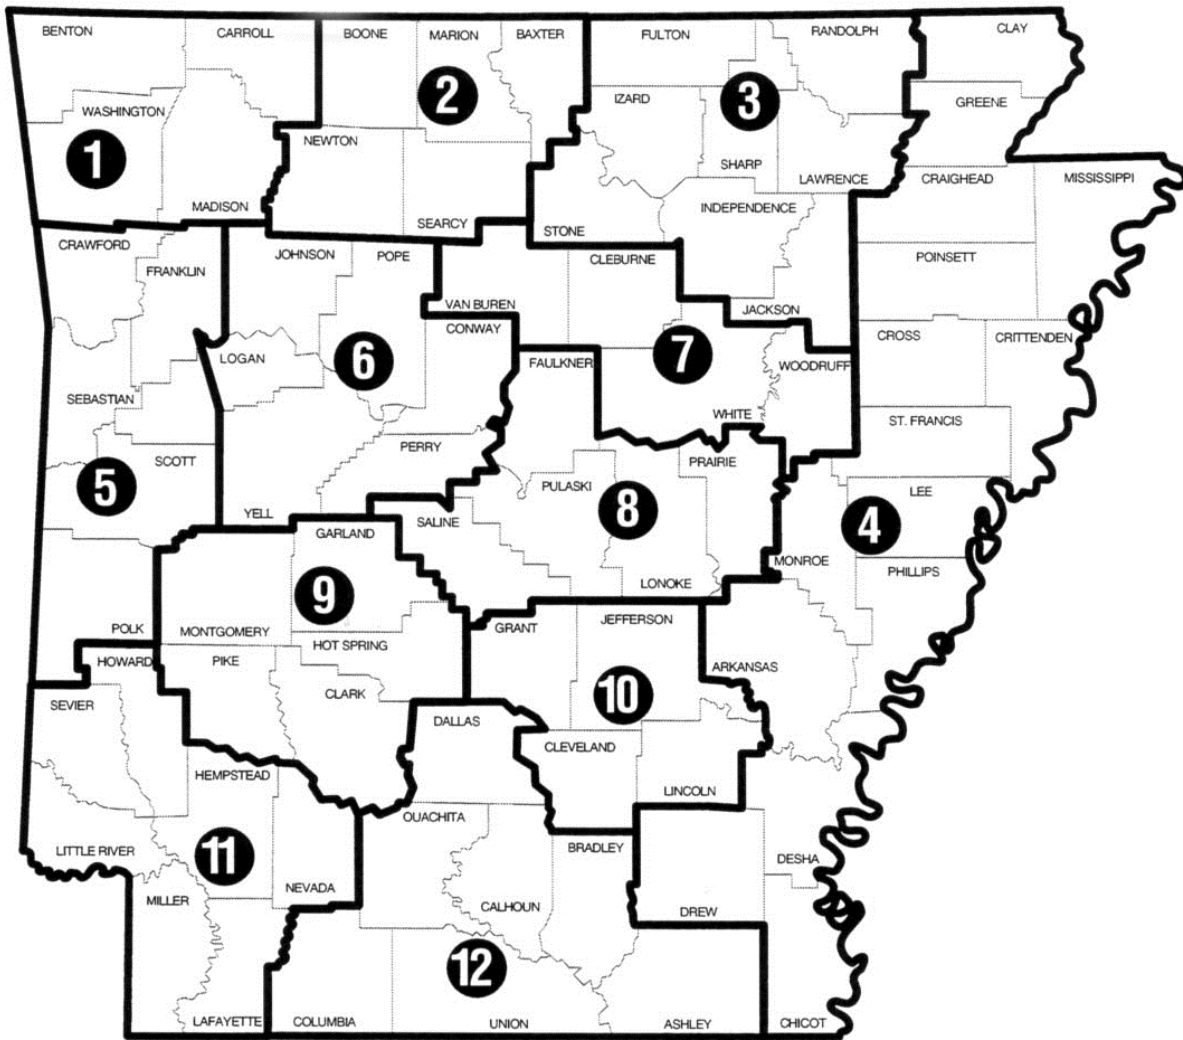 BENTON
CARROLL
BOONE
MARION
BAXTER
FULTON
RANDOLPH
CLAY
WASHINGTON
2
IZARD
3
GREENE
1
NEWTON
SHARP
LAWRENCE
CRAIGHEAD
MISSISSIPPI
MADISON
SEARCY
STONE
INDEPENDENCE
CRAWFORD
FRANKLIN
JOHNSON
POPE
CLEBURNE
POINSETT
VAN BUREN
JACKSON
CONWAY
CROSS
CRITTENDEN
LOGAN
6
FAULKNER
7
WOODRUFF
SEBASTIAN
WHITE
ST. FRANCIS
SCOTT
PERRY
PRAIRIE
5
PULASKI
LEE
YELL
GARLAND
SALINE
8
4
MONROE
PHILLIPS
9
LONOKE
POLK
MONTGOMERY
HOT SPRING
GRANT
JEFFERSON
HOWARD
PIKE
ARKANSAS
SEVIER
CLARK
10
DALLAS
CLEVELAND
HEMPSTEAD
LINCOLN
OUACHITA
LITTLE RIVER
11
BRADLEY
DESHA
MILLER
NEVADA
CALHOUN
DREW
12
LAFAYETTE
COLUMBIA
UNION
ASHLEY
CHICOT